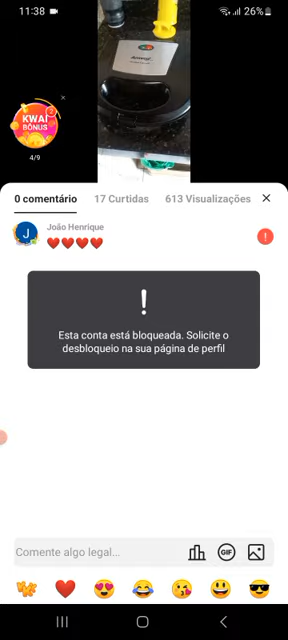 11:38
26%
KWAI
BÔNUS
4/9
0 comentário 17 Curtidas 613 Visualizações
João Henrique
Esta conta está bloqueada. Solicite o
desbloqueio na sua página de perfil
Comente algo legal...
GIF